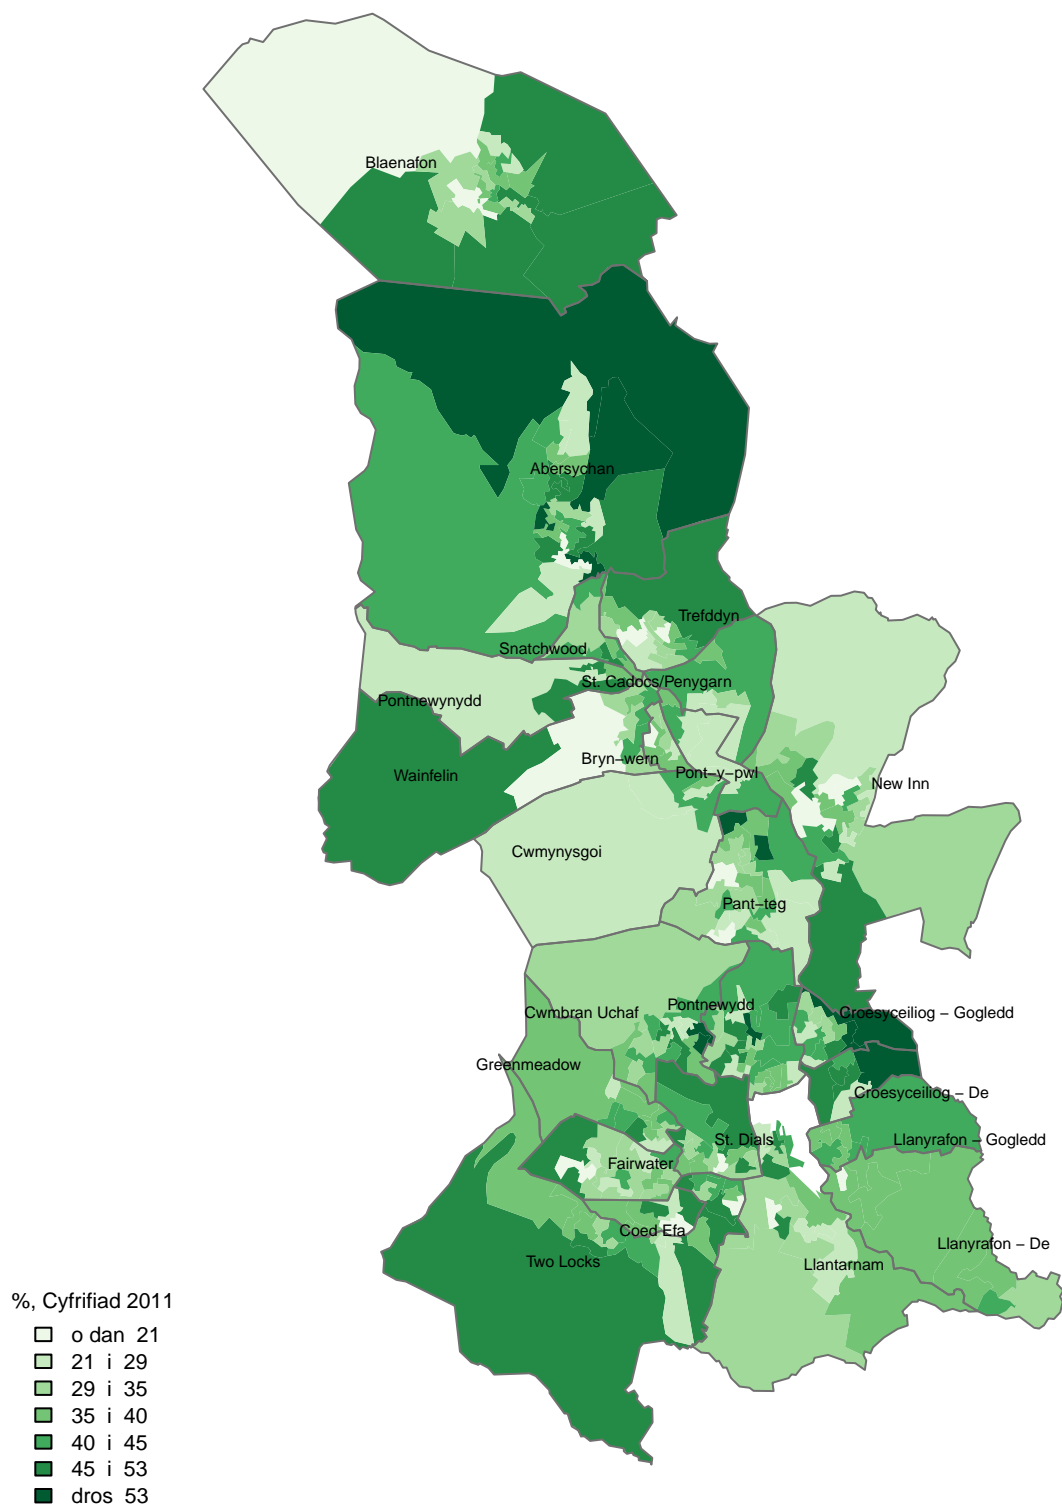 Blaenafon
Abersychan
Trefddyn
Snatchwood
St. Cadocs/Penygarn
Pontnewynydd
Bryn−wern
Pont−y−pwl
Wainfelin
New Inn
Cwmynysgoi
Pant−teg
Pontnewydd
Cwmbran Uchaf
Croesyceiliog − Gogledd
Greenmeadow
Croesyceiliog − De
St. Dials
Llanyrafon − Gogledd
Fairwater
Coed Efa
Llanyrafon − De
Two Locks
Llantarnam
%, Cyfrifiad 2011
o dan 21
21 i 29
29 i 35
35 i 40
40 i 45
45 i 53
dros 53